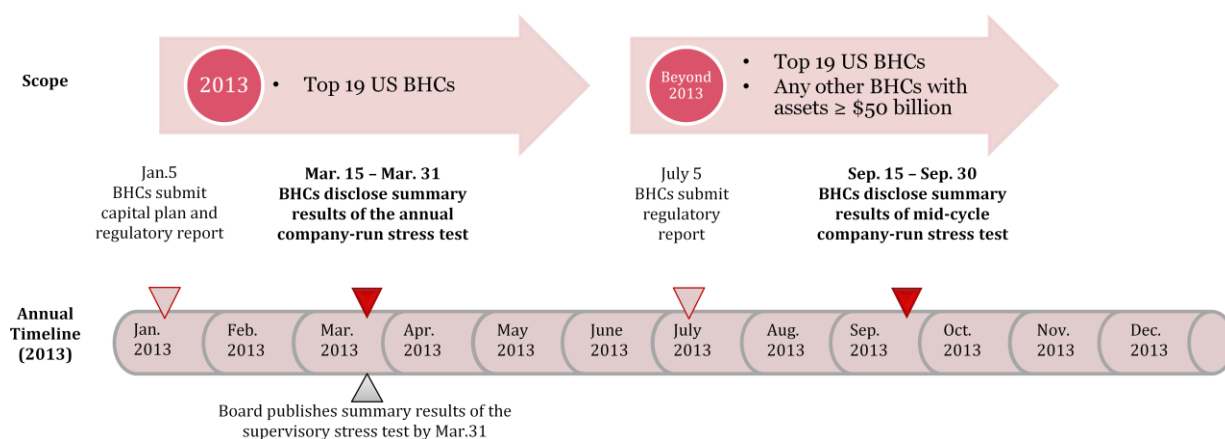 Scope
2013
• Top 19 US BHCs
Beyond
2013
• Top 19 US BHCs
• Any other BHCs with
assets ≥ $50 billion
Jan.5
BHCs submit
capital plan and
regulatory report
Mar. 15 – Mar. 31
BHCs disclose summary
results of the annual
company-run stress test
July 5
BHCs submit
regulatory
report
Sep. 15 – Sep. 30
BHCs disclose summary
results of mid-cycle
company-run stress test
Annual
Timeline
(2013)
Jan.
2013
Feb.
2013
Mar.
2013
Apr.
2013
May
2013
June
2013
July
2013
Aug.
2013
Sep.
2013
Oct.
2013
Nov.
2013
Dec.
2013
Board publishes summary results of the
supervisory stress test by Mar.31